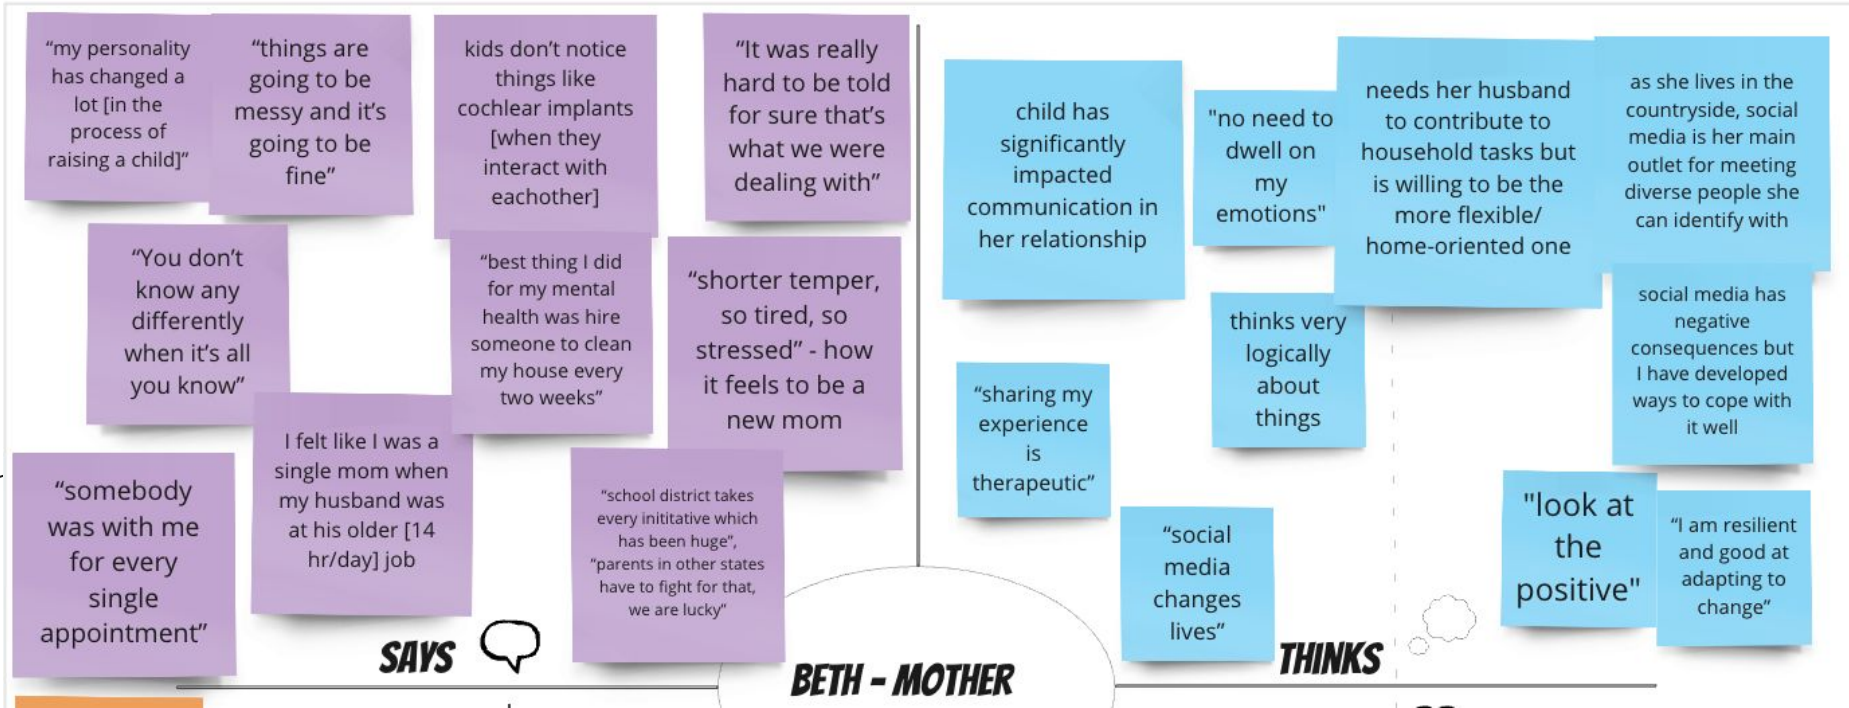 “my personality
has changed a
lot [in the
process of
raising a child]”
“things are
going to be
messy and it’s
going to be
fine”
kids don’t notice
things like
cochlear implants
[when they
interact with
eachother]
“It was really
hard to be told
for sure that’s
what we were
dealing with”
“You don’t
know any
differently
when it’s all
you know”
“best thing I did
for my mental
health was hire
someone to clean
my house every
two weeks”
“shorter temper,
so tired, so
stressed” - how
it feels to be a
new mom
“somebody
was with me
for every
single
appointment”
I felt like I was a
single mom when
my husband was
at his older [14
hr/day] job
“school district takes
every inititative which
has been huge”,
“parents in other states
have to fight for that,
we are lucky”
SAYS
child has
significantly
impacted
communication in
her relationship
"no need to
dwell on
my
emotions"
needs her husband
to contribute to
household tasks but
is willing to be the
more flexible/
home-oriented one
as she lives in the
countryside, social
media is her main
outlet for meeting
diverse people she
can identify with
thinks very
logically
about
things
social media has
negative
consequences but
I have developed
ways to cope with
it well
“sharing my
experience
is
therapeutic”
“social
media
changes
lives”
"look at
the
positive"
“I am resilient
and good at
adapting to
change”
THINKS
BETH - MOTHER